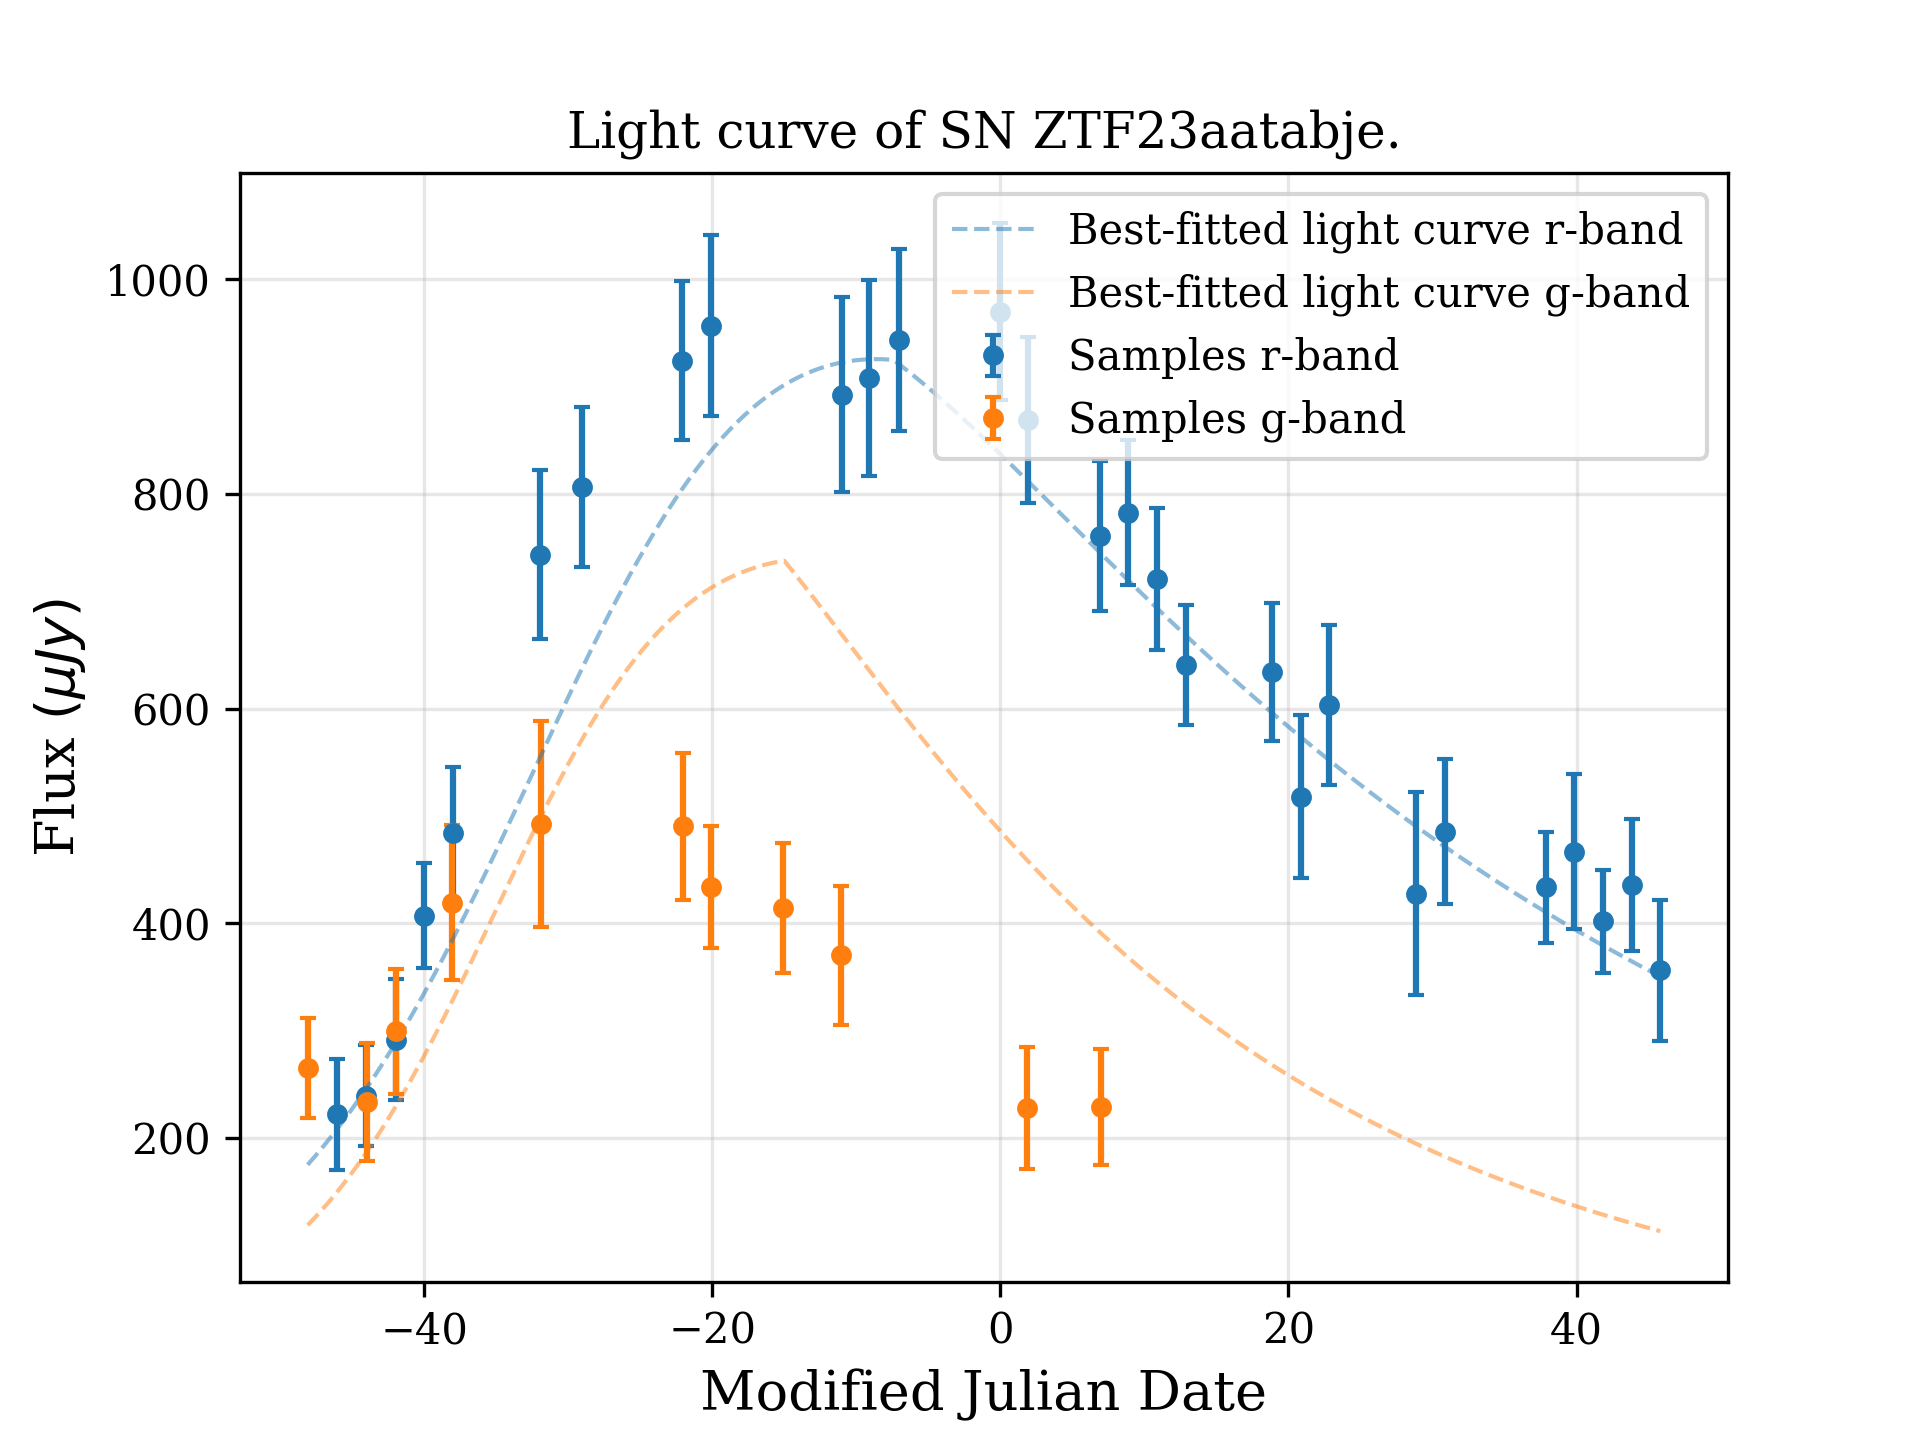 Light curve of SN ZTF23aatabje.
Best-fitted light curve r-band
Best-fitted light curve g-band
Samples r-band
Samples g-band
1000
800
600
400
200
Flux (μJy)
−40
−20
0
20
40
Modified Julian Date